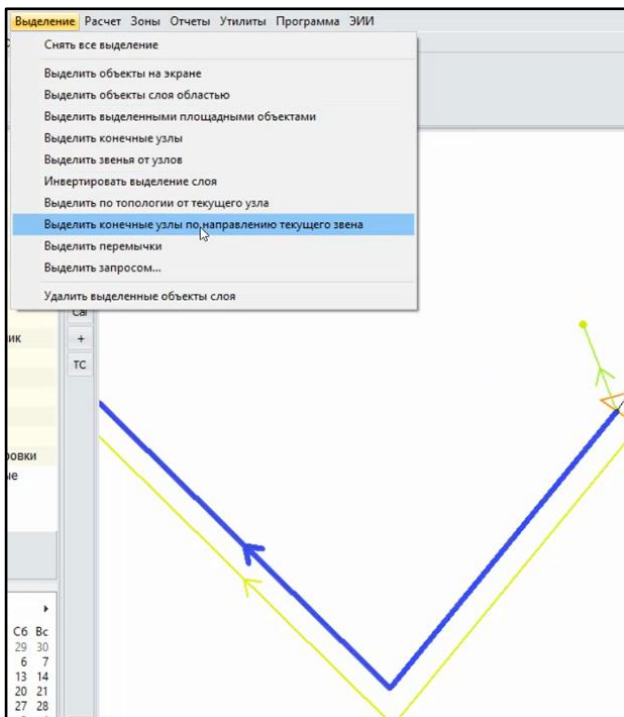 Выделение Расчет Зоны Отчеты Утилиты Программа ЭИИ
Снять все выделение
Выделить объекты на экране
Выделить объекты слоя областью
Выделить выделенными площадными объектами
Выделить конечные узлы
Выделить звенья от узлов
Инвертировать выделение слоя
Выделить по топологии от текущего узла
Выделить конечные узлы по направлению текущего звена
Выделить перемычки
Выделить запросом...
Удалить выделенные объекты слоя
ик
+
ТС
ровки
ые
Сб Вс
29 30
6 7
13 14
20 21
27 28